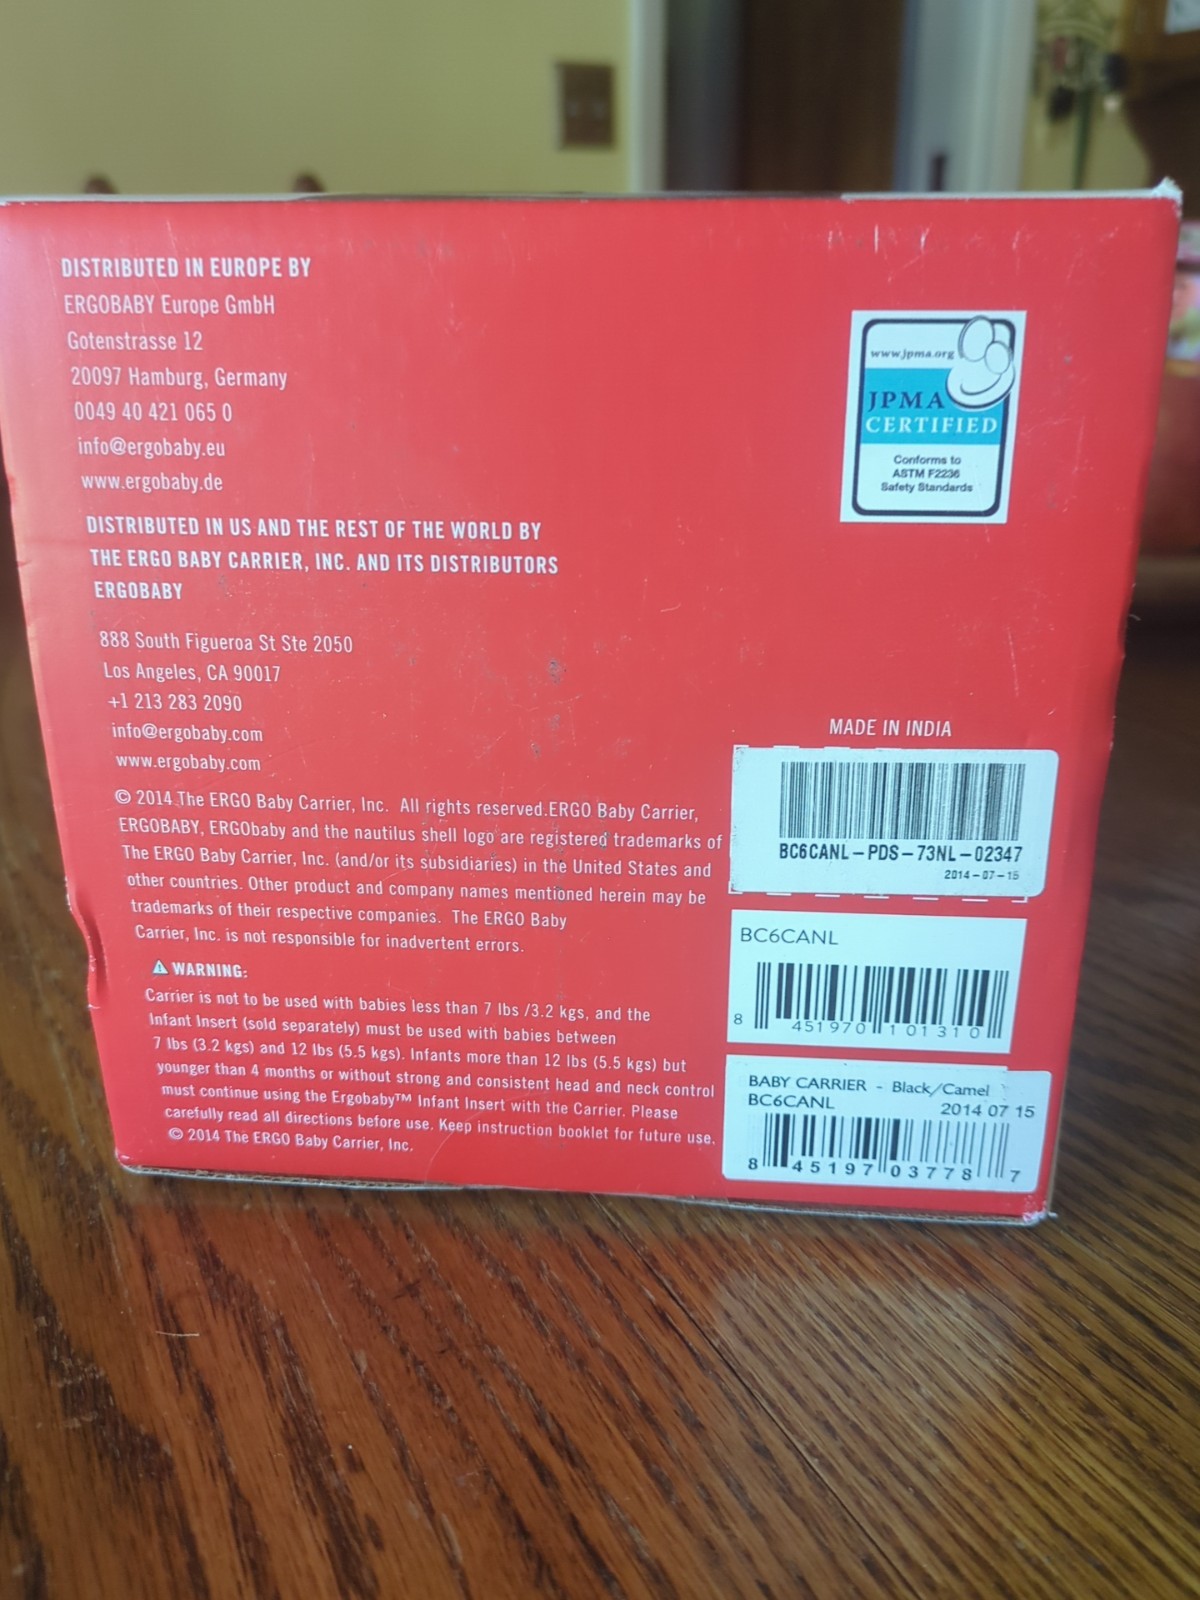 DISTRIBUTED IN EUROPE BY
ERGOBABY Europe GmbH
Gotenstrasse 12
20097 Hamburg, Germany
0049 40 421 065 0
info@ergobaby.eu
www.ergobaby.de
DISTRIBUTED IN US AND THE REST OF THE WORLD BY
THE ERGO BABY CARRIER, INC. AND ITS DISTRIBUTORS
ERGOBABY
888 South Figueroa St Ste 2050
Los Angeles, CA 90017
+1 213 283 2090
info@ergobaby.com
www.ergobaby.com
© 2014 The ERGO Baby Carrier, Inc. All rights reserved.ERGO Baby Carrier,
ERGOBABY, ERGObaby and the nautilus shell logo are registered trademarks of
The ERGO Baby Carrier, Inc. (and/or its subsidiaries) in the United States and
other countries. Other product and company names mentioned herein may be
trademarks of their respective companies. The ERGO Baby
Carrier, Inc. is not responsible for inadvertent errors.
WARNING:
Carrier is not to be used with babies less than 7 lbs /3.2 kgs, and the
Infant Insert (sold separately) must be used with babies between
7 lbs (3.2 kgs) and 12 lbs (5.5 kgs). Infants more than 12 lbs (5.5 kgs) but
younger than 4 months or without strong and consistent head and neck control
must continue using the Ergobaby™ Infant Insert with the Carrier. Please
carefully read all directions before use. Keep instruction booklet for future use.
© 2014 The ERGO Baby Carrier, Inc.
www.jpma.org
JPMA
CERTIFIED
Conforms to
ASTM F2236
Safety Standards
MADE IN INDIA
BC6CANL-PDS-73NL-02347
2014-07-15
BC6CANL
8 451970 101310
BABY CARRIER - Black/Camel
BC6CANL 2014 07 15
8 45197 03778 7